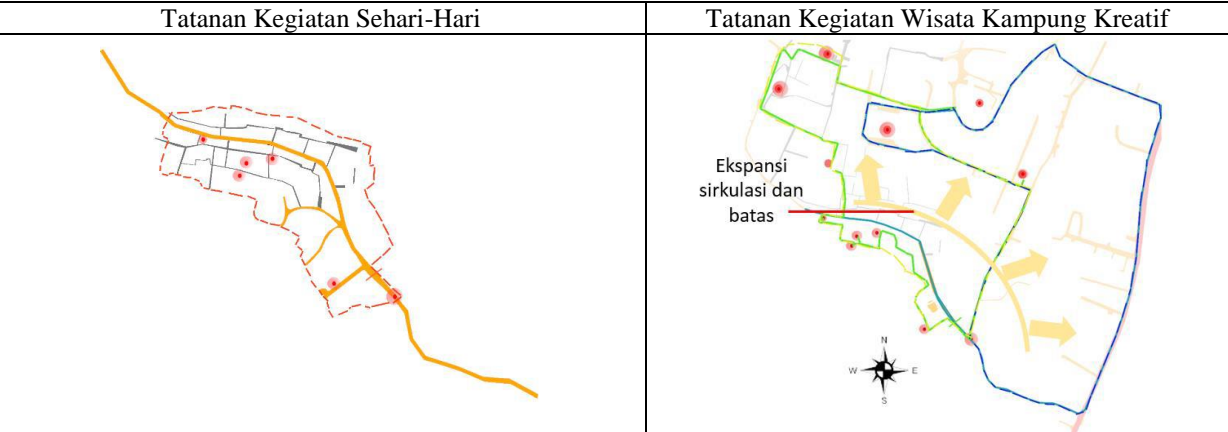 Tatanan Kegiatan Sehari-Hari
Tatanan Kegiatan Wisata Kampung Kreatif
Ekspansi
sirkulasi dan
batas
N
W E
S